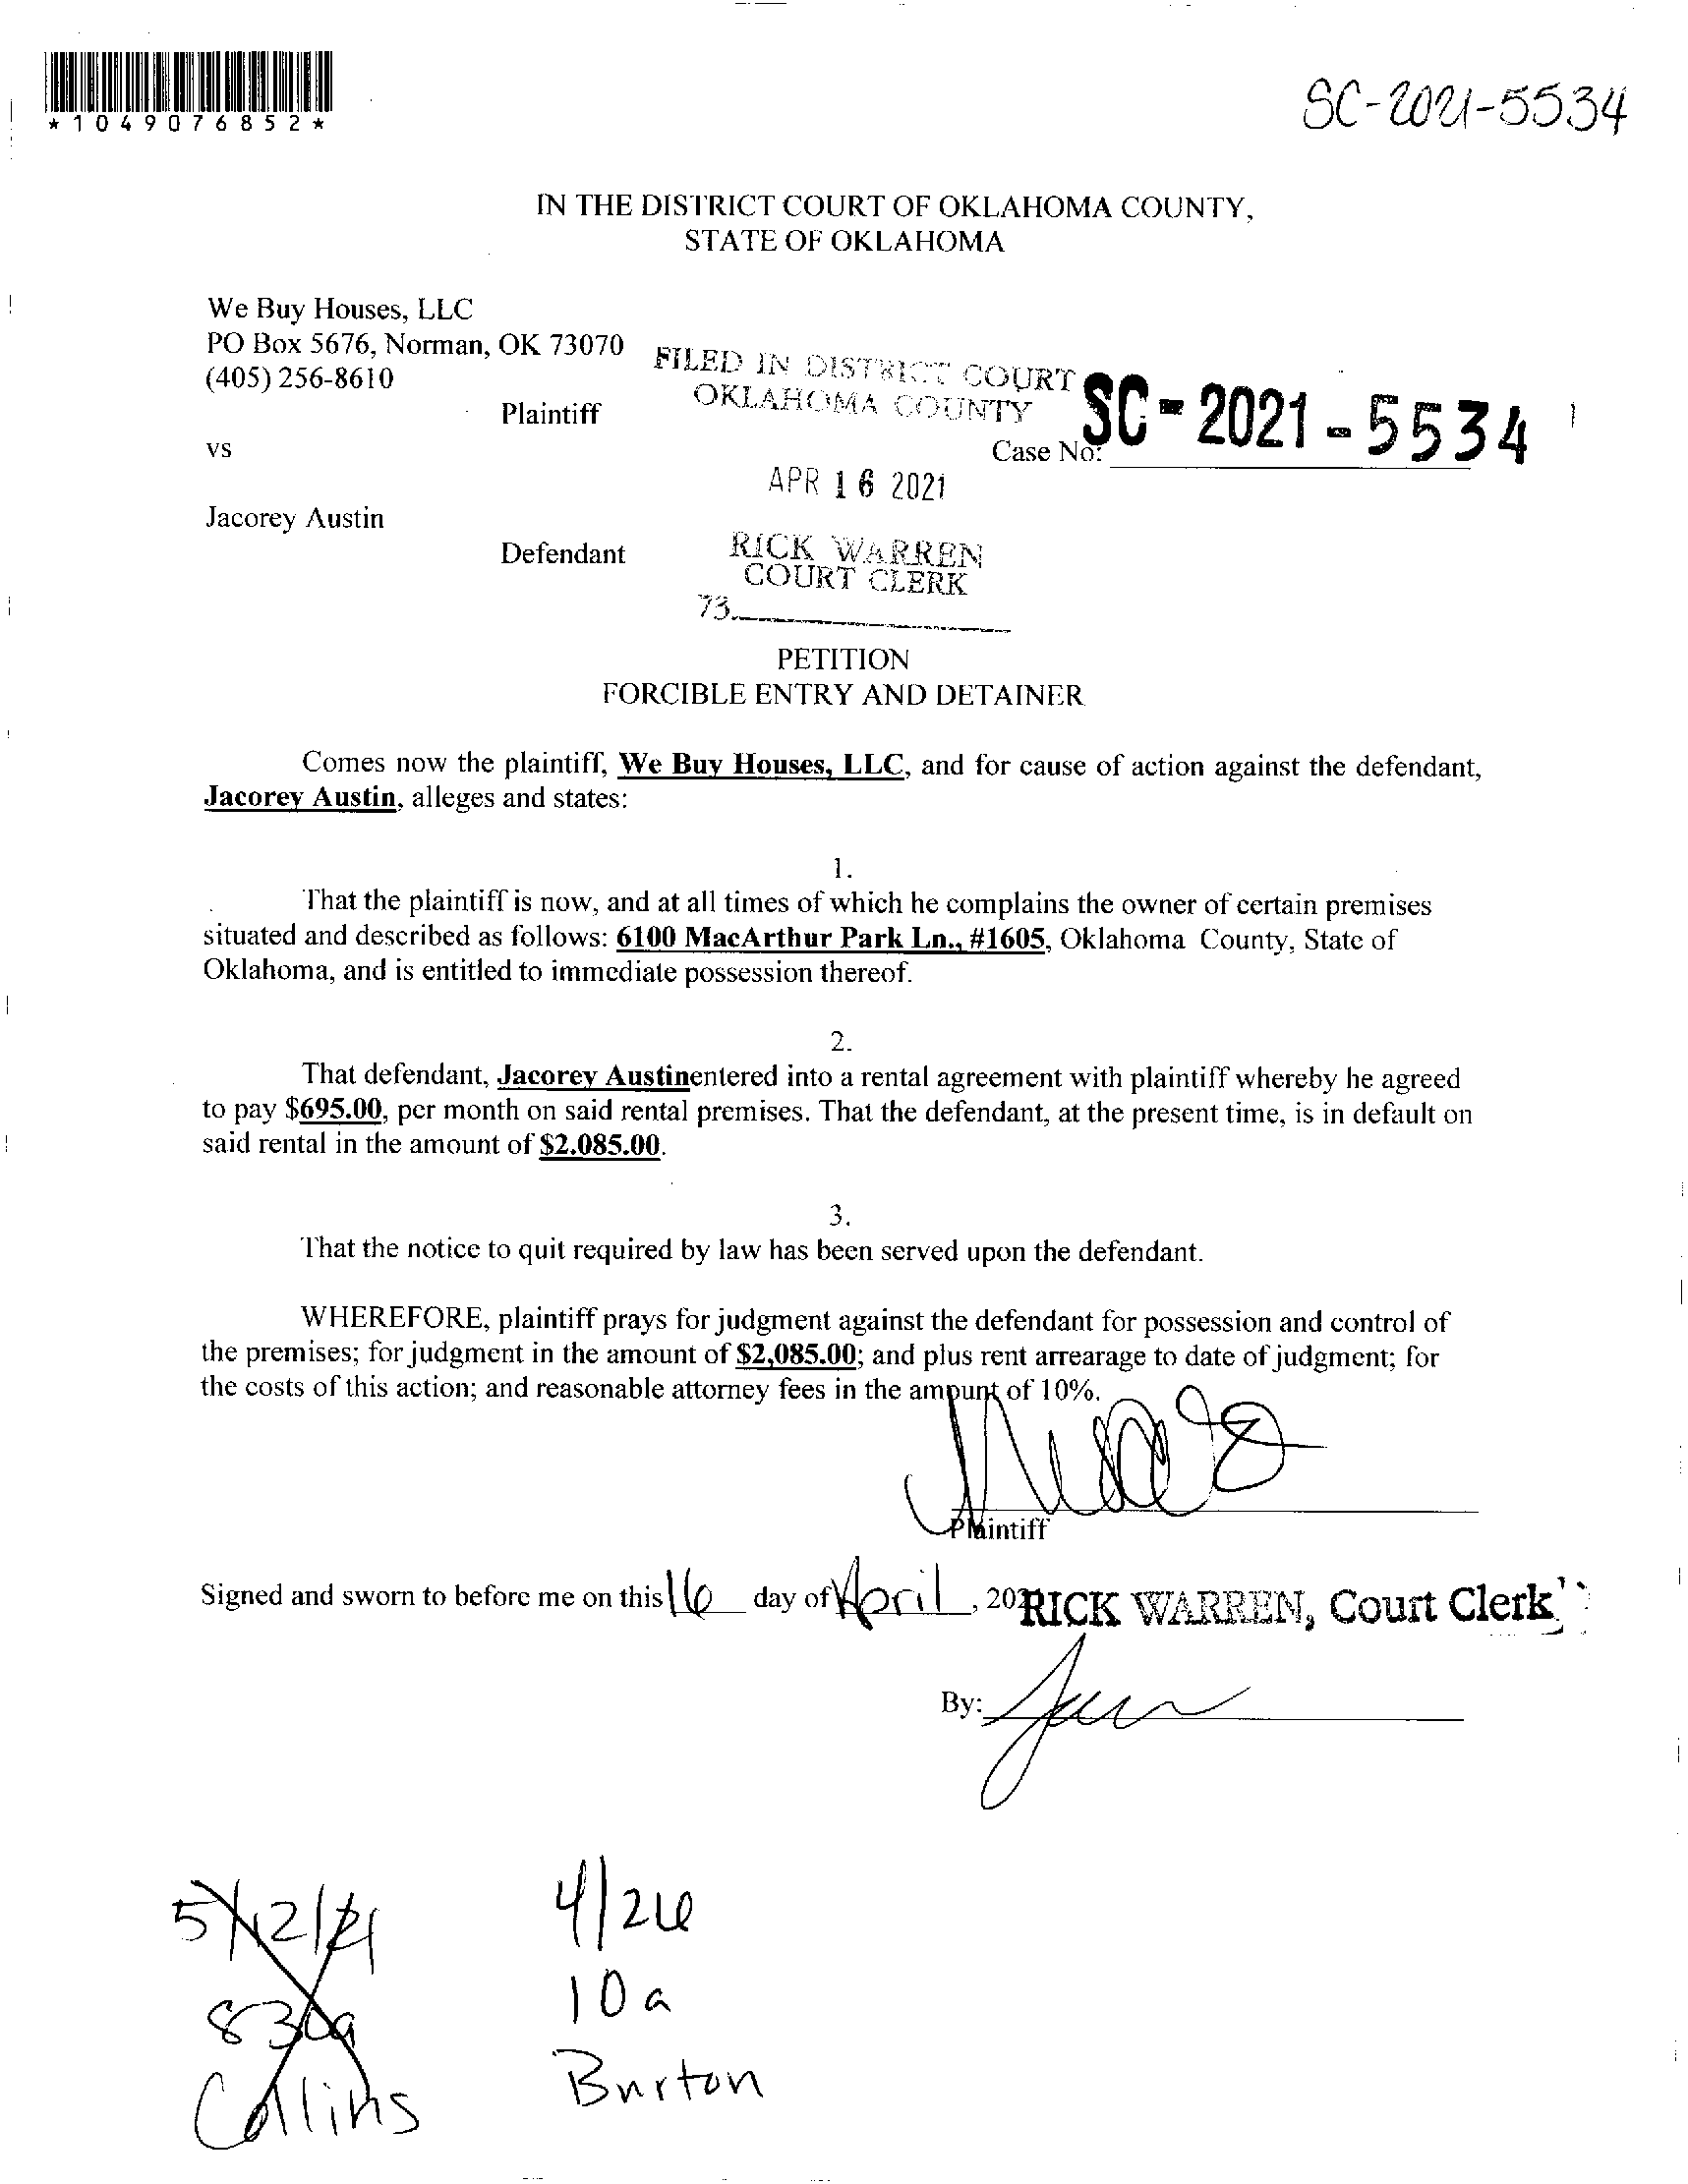 *1049076852*
SC-2021-5534
IN THE DISTRICT COURT OF OKLAHOMA COUNTY,
STATE OF OKLAHOMA
We Buy Houses, LLC
PO Box 5676, Norman, OK 73070
(405) 256-8610
Plaintiff
vs
Jacorey Austin
Defendant
FILED IN DISTRICT COURT
OKLAHOMA COUNTY
APR 16 2021
RICK WARREN
COURT CLERK
73
Case No: SC-2021-5534
PETITION
FORCIBLE ENTRY AND DETAINER
Comes now the plaintiff, We Buy Houses, LLC, and for cause of action against the defendant,
Jacorey Austin, alleges and states:
1.
That the plaintiff is now, and at all times of which he complains the owner of certain premises
situated and described as follows: 6100 MacArthur Park Ln., #1605, Oklahoma County, State of
Oklahoma, and is entitled to immediate possession thereof.
2.
That defendant, Jacorey Austinentered into a rental agreement with plaintiff whereby he agreed
to pay $695.00, per month on said rental premises. That the defendant, at the present time, is in default on
said rental in the amount of $2,085.00.
3.
That the notice to quit required by law has been served upon the defendant.
WHEREFORE, plaintiff prays for judgment against the defendant for possession and control of
the premises; for judgment in the amount of $2,085.00; and plus rent arrearage to date of judgment; for
the costs of this action; and reasonable attorney fees in the amount of 10%.
Plaintiff
Signed and sworn to before me on this 16 day of April, 20 RICK WARREN, Court Clerk
By:
5/12/21
830a
Collins
4/26
10a
Burton